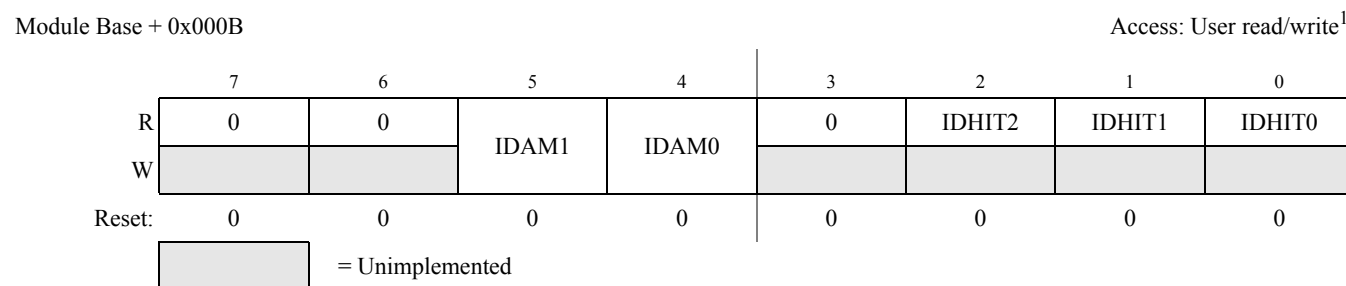 Module Base + 0x000B Access: User read/write1
7 6 5 4 3 2 1 0
R 0 0 IDAM1 IDAM0 0 IDHIT2 IDHIT1 IDHIT0
W
Reset: 0 0 0 0 0 0 0 0
= Unimplemented